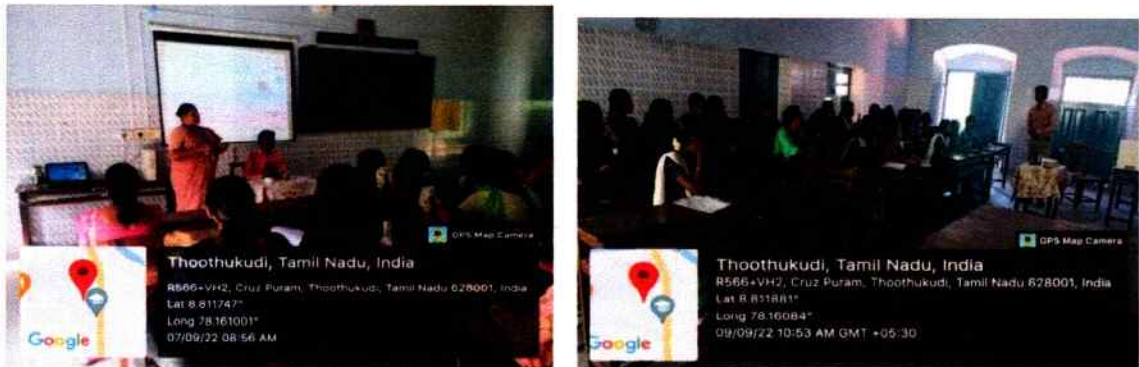 GPS Map Camera
Thoothukudi, Tamil Nadu, India
R566+VH2, Cruz Puram, Thoothukudi, Tamil Nadu 628001, India
Lat 8.811747°
Long 78.161001°
07/09/22 08:56 AM
Google
GPS Map Camera
Thoothukudi, Tamil Nadu, India
R566+VH2, Cruz Puram, Thoothukudi, Tamil Nadu 628001, India
Lat 8.811881°
Long 78.16084°
09/09/22 10:53 AM GMT +05:30
Google